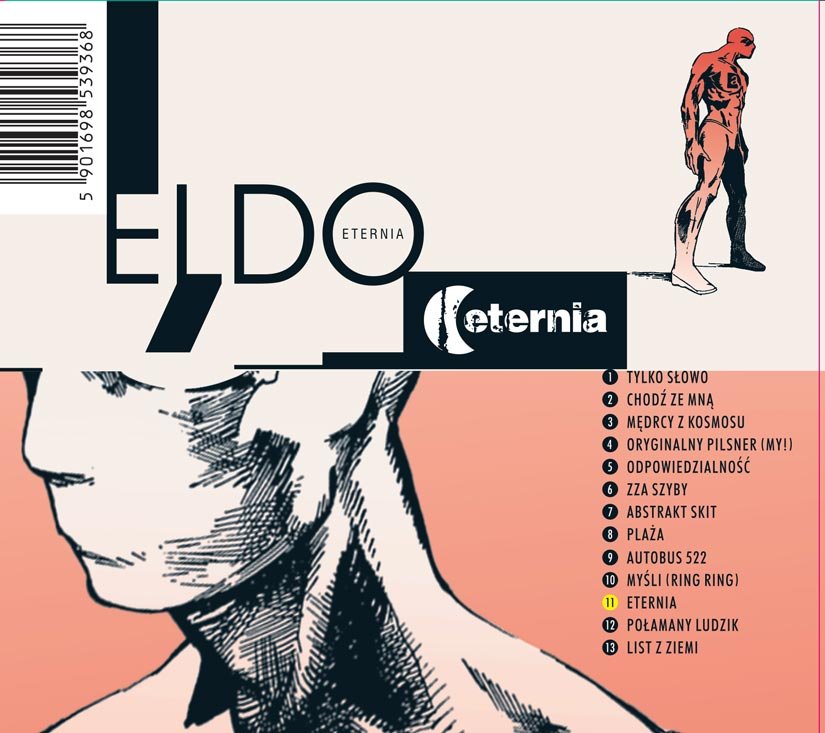 5 901698 539368
ELDO
ETERNIA
eternia
1 TYLKO SŁOWO
2 CHODŹ ZE MNĄ
3 MĘDRCY Z KOSMOSU
4 ORYGINALNY PILSNER (MY!)
5 ODPOWIEDZIALNOŚĆ
6 ZZA SZYBY
7 ABSTRAKT SKIT
8 PLAŻA
9 AUTOBUS 522
10 MYŚLI (RING RING)
11 ETERNIA
12 POŁAMANY LUDZIK
13 LIST Z ZIEMI